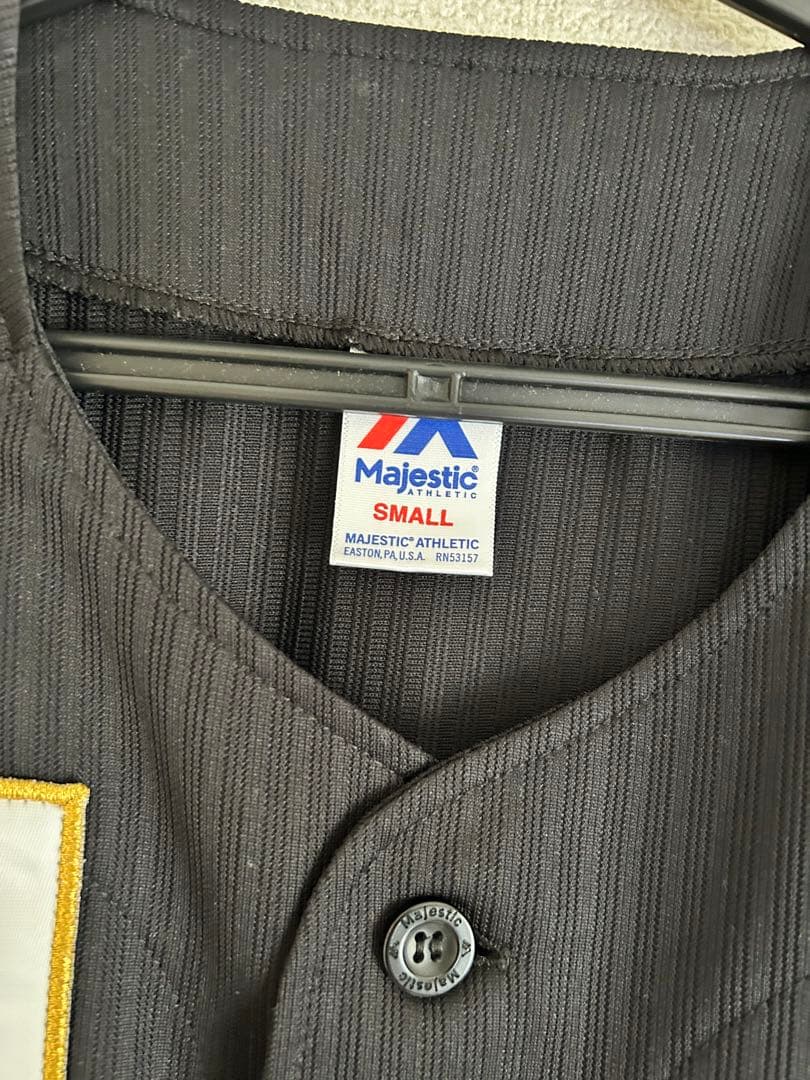 Majestic®
ATHLETIC
SMALL
MAJESTIC® ATHLETIC
EASTON, PA, U.S.A. RN53157
Majestic
Majestic